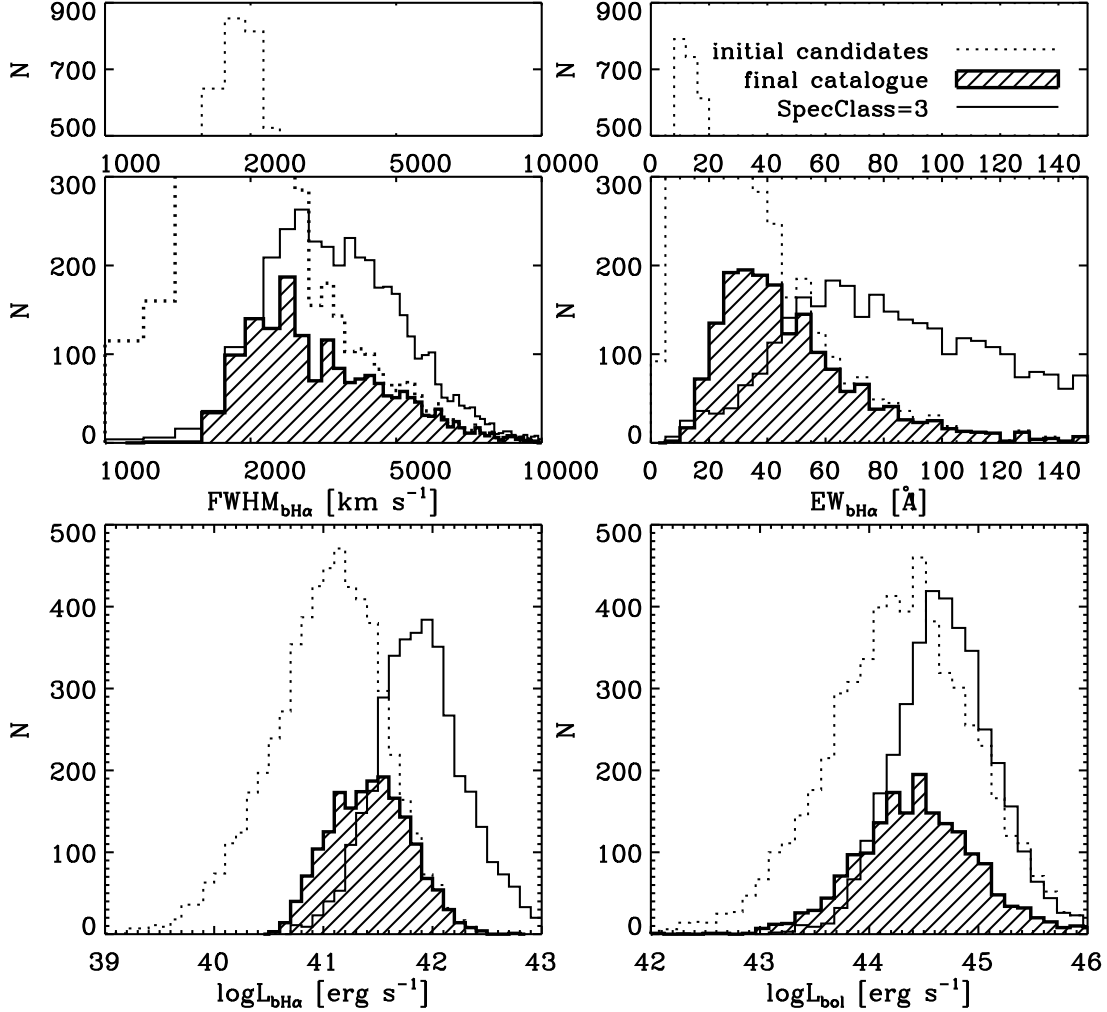 900
N 700
500
900
N 700
500
initial candidates
final catalogue
SpecClass=3
1000 2000 5000 10000
0 20 40 60 80 100 120 140
300
200
N
100
0
300
200
N
100
0
1000 2000 5000 10000
FWHM_bHα [km s⁻¹]
0 20 40 60 80 100 120 140
EW_bHα [Å]
500
400
300
N
200
100
0
39 40 41 42 43
logL_bHα [erg s⁻¹]
500
400
300
N
200
100
0
42 43 44 45 46
logL_bol [erg s⁻¹]